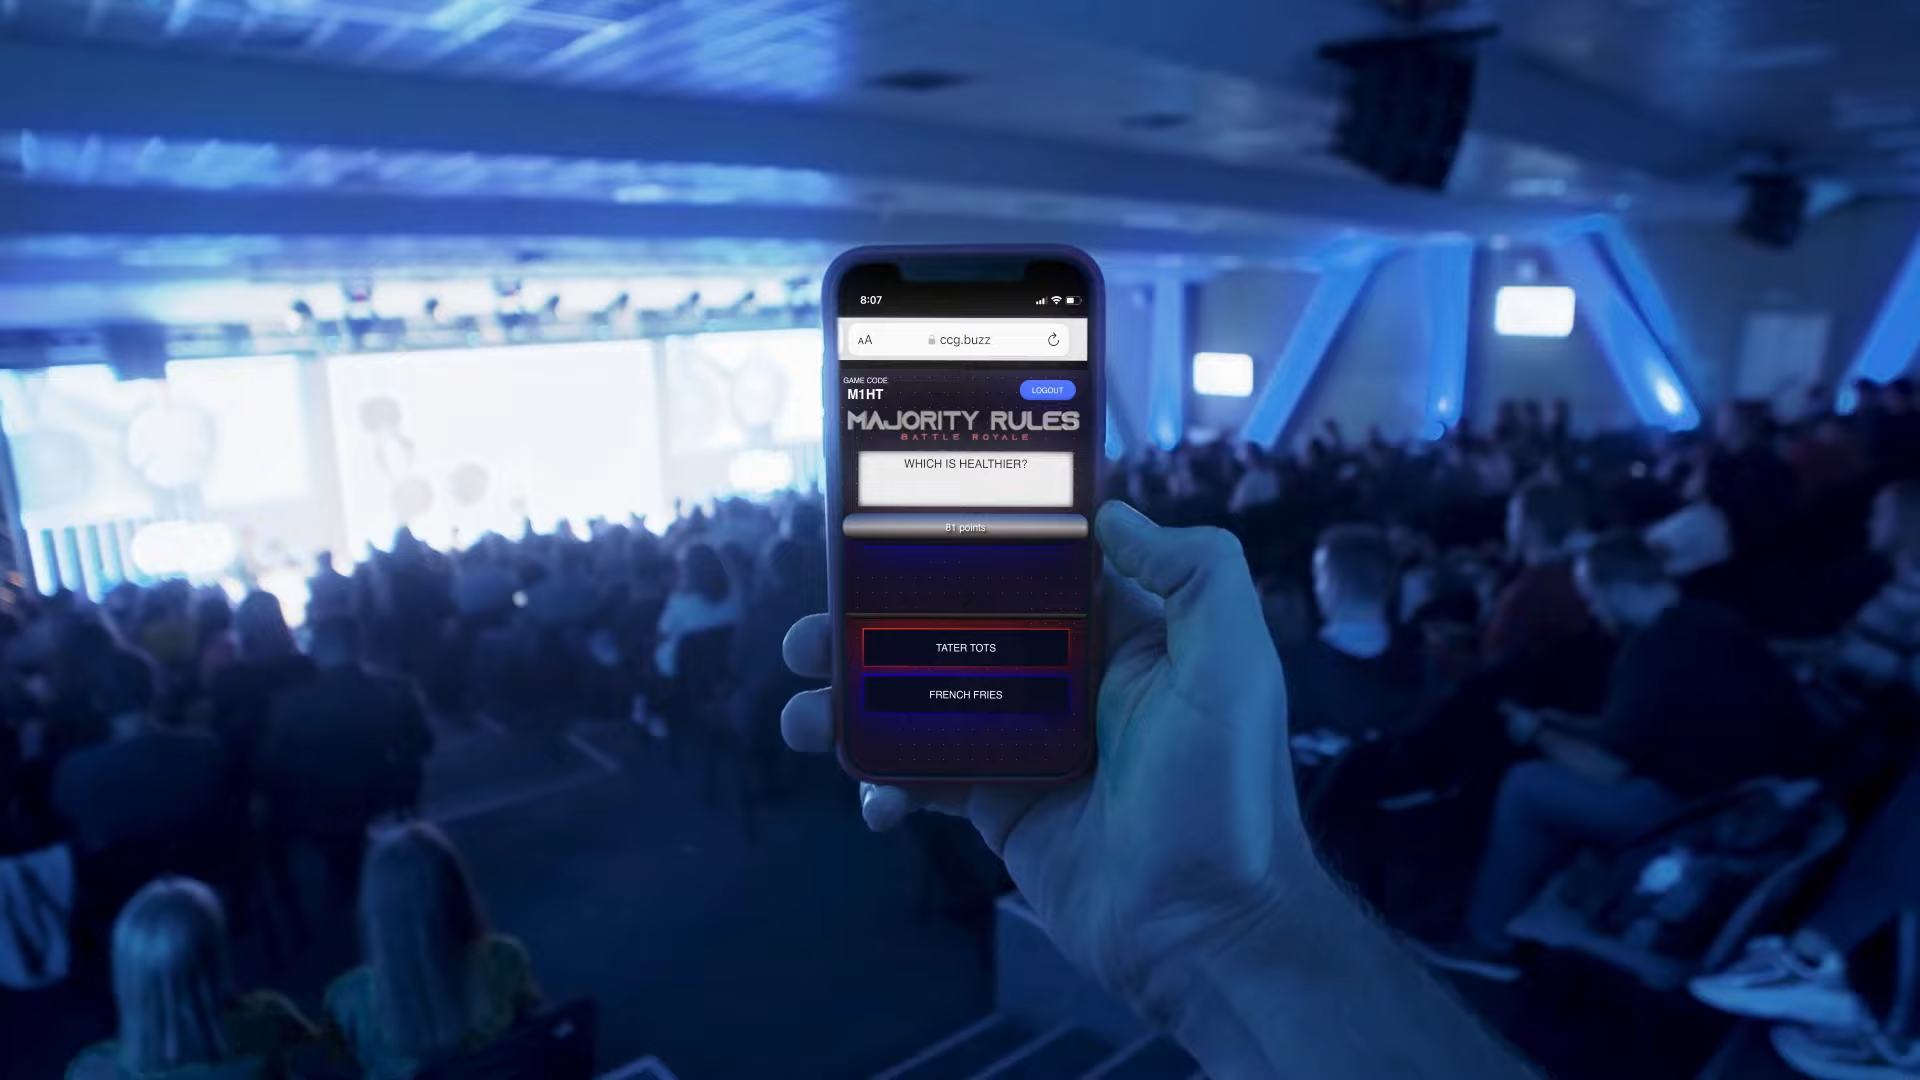 8:07
AA ccg.buzz
GAME CODE
M1HT
LOGOUT
MAJORITY RULES
BATTLE ROYALE
WHICH IS HEALTHIER?
81 points
TATER TOTS
FRENCH FRIES